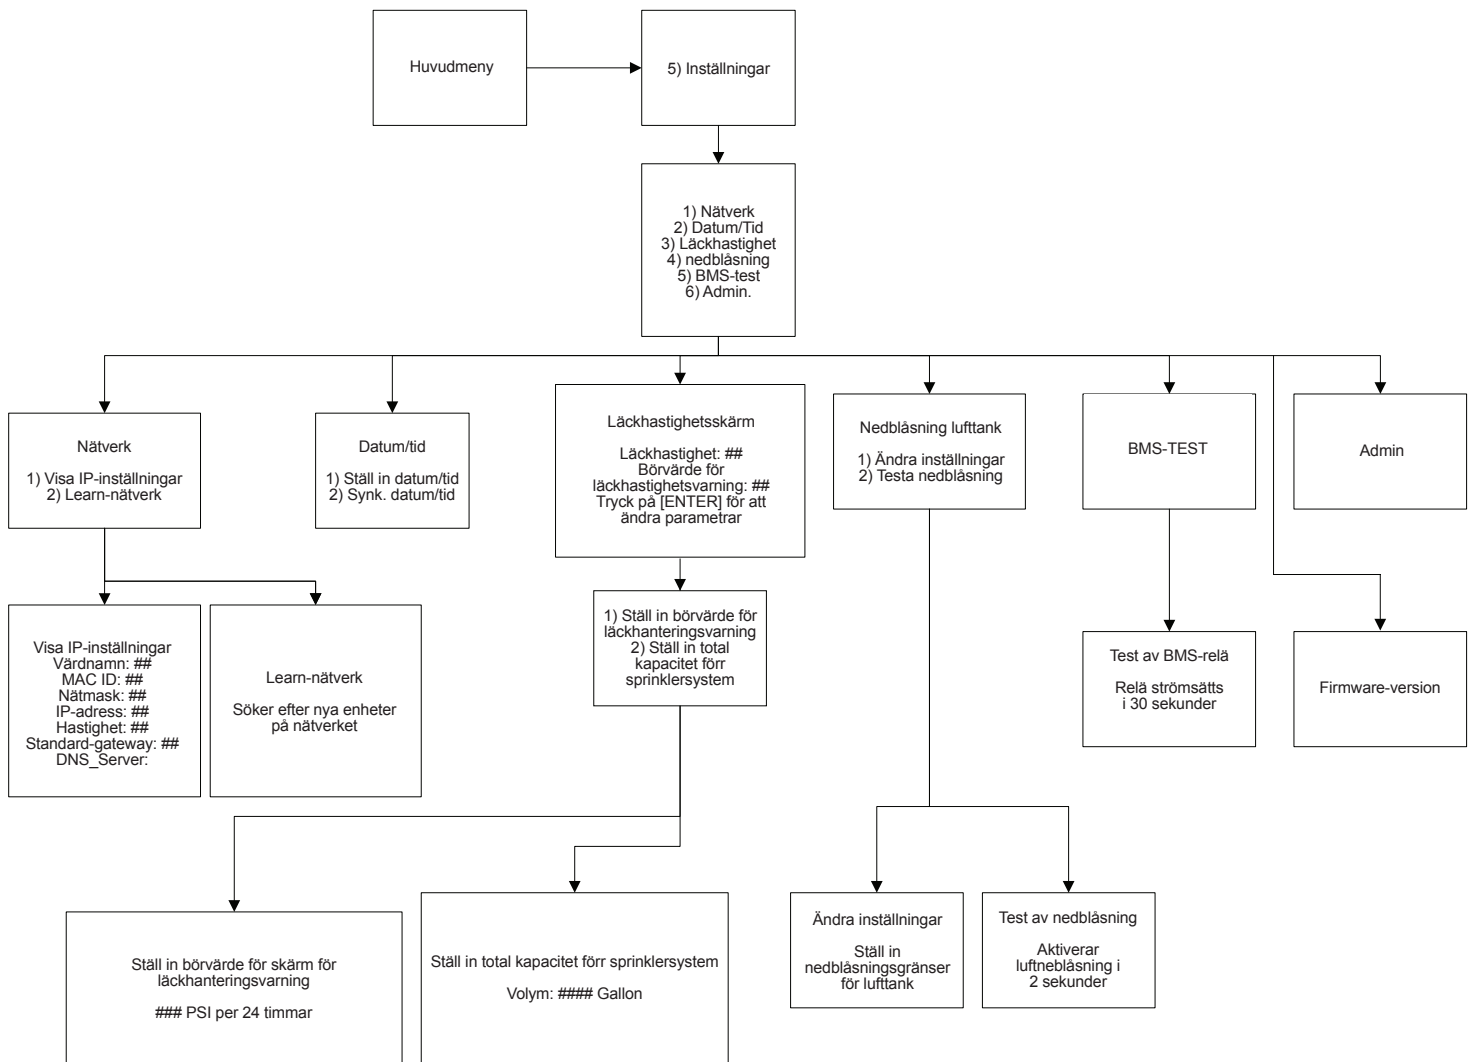 Huvudmeny
5) Inställningar
1) Nätverk
2) Datum/Tid
3) Läckhastighet
4) nedblåsning
5) BMS-test
6) Admin.
Nätverk
1) Visa IP-inställningar
2) Learn-nätverk
Datum/tid
1) Ställ in datum/tid
2) Synk. datum/tid
Läckhastighetsskärm
Läckhastighet: ##
Börvärde för
läckhastighetsvarning: ##
Tryck på [ENTER] för att
ändra parametrar
Nedblåsning lufttank
1) Ändra inställningar
2) Testa nedblåsning
BMS-TEST
Admin
Visa IP-inställningar
Värdnamn: ##
MAC ID: ##
Nätmask: ##
IP-adress: ##
Hastighet: ##
Standard-gateway: ##
DNS_Server:
Learn-nätverk
Söker efter nya enheter
på nätverket
1) Ställ in börvärde för
läckhanteringsvarning
2) Ställ in total
kapacitet förr
sprinklersystem
Test av BMS-relä
Relä strömsätts
i 30 sekunder
Firmware-version
Ställ in börvärde för skärm för
läckhanteringsvarning
### PSI per 24 timmar
Ställ in total kapacitet förr sprinklersystem
Volym: #### Gallon
Ändra inställningar
Ställ in
nedblåsningsgränser
för lufttank
Test av nedblåsning
Aktiverar
luftneblåsning i
2 sekunder